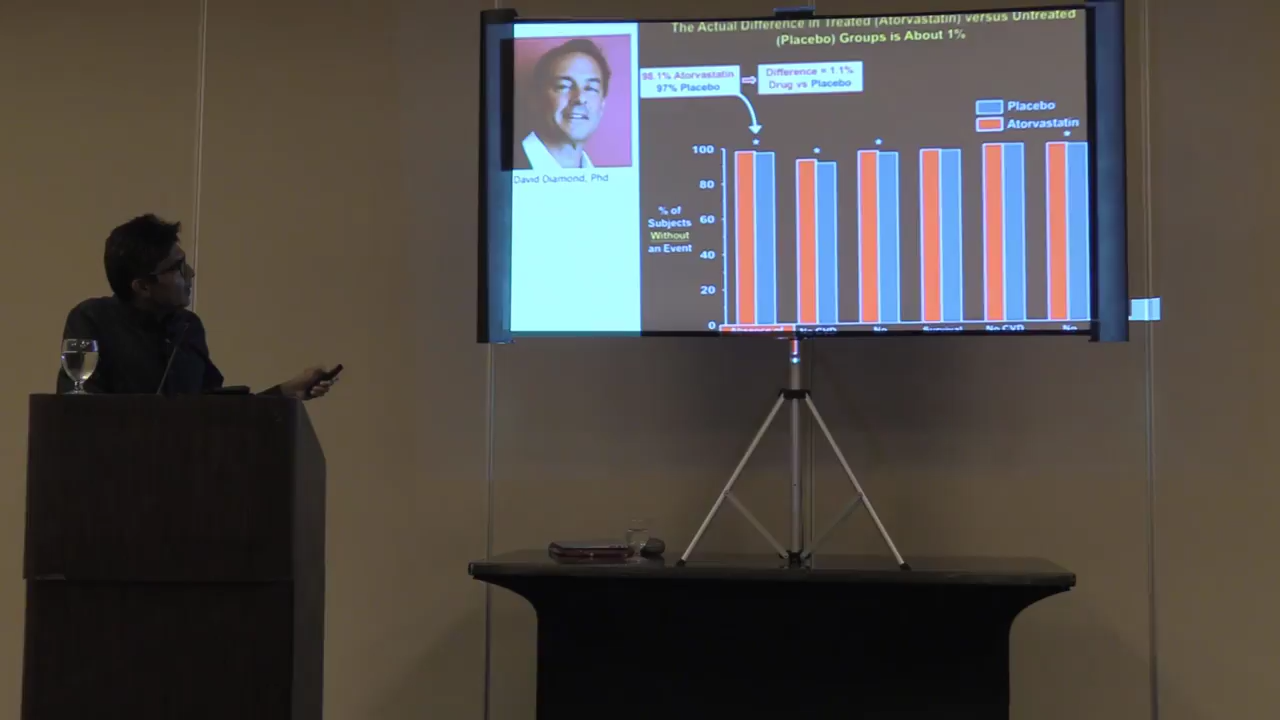 The Actual Difference in Treated (Atorvastatin) versus Untreated
(Placebo) Groups is About 1%
98.1% Atorvastatin
97% Placebo
Difference = 1.1%
Drug vs Placebo
David Diamond, Phd
Placebo
Atorvastatin
100
80
60
40
20
0
% of
Subjects
Without
an Event
* * * *
Absence of No CVD No Survival No CVD No